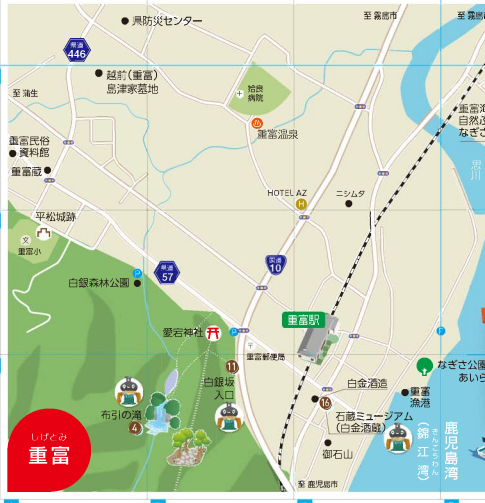 至 霧島市
至 霧島
県防災センター
県道
446
越前(重富)
島津家墓地
至 蒲生
姶良
病院
重富温泉
重富海
自然ふ
なぎさ
思川
重富民俗
資料館
重富蔵
HOTEL AZ
H
ニシムタ
平松城跡
文
重富小
県道
57
国道
10
P
白銀森林公園
重富駅
愛宕神社
P
P
重富郵便局
11
白銀坂
入口
なぎさ公園
あいら
白金酒造
重富
漁港
16
石蔵ミュージアム
(白金酒蔵)
布引の滝
4
御石山
鹿児島湾
(錦江湾)
きんこうわん
しげとみ
重富
至 鹿児島市